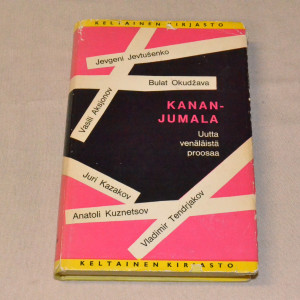 KELTAINEN KIRJASTO
Jevgeni Jevtušenko
Bulat Okudžava
Vasili Aksjonov
KANAN-
JUMALA
Uutta
venäläistä
proosaa
Juri Kazakov
Anatoli Kuznetsov
Vladimir Tendrjakov
KELTAINEN KIRJASTO